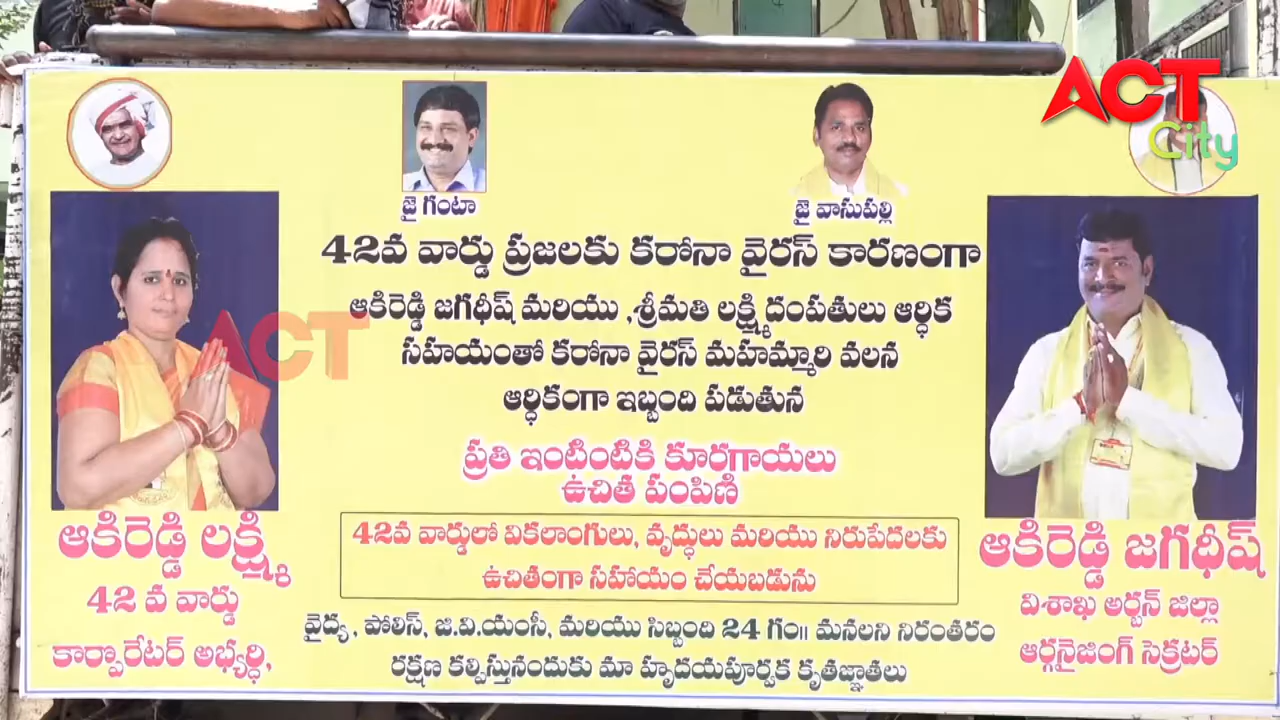 ACT
City
జై గంటా
జై వాసుపల్లి
42వ వార్డు ప్రజలకు కరోనా వైరస్ కారణంగా
ఆకిరెడ్డి జగధీష్ మరియు ,శ్రీమతి లక్ష్మిదంపతులు ఆర్ధిక
సహయంతో కరోనా వైరస్ మహమ్మారి వలన
ఆర్ధికంగా ఇబ్బంది పడుతున
ప్రతి ఇంటింటికి కూరగాయలు
ఉచిత పంపిణి
42వ వార్డులో వికలాంగులు, వృద్ధులు మరియు నిరుపేదలకు
ఉచితంగా సహాయం చేయబడును
వైద్య, పోలిస్, జి.వి.యంసీ, మరియు సిబ్బంది 24 గం॥ మనలని నిరంతరం
రక్షణ కల్పిస్తునందుకు మా హృదయపూర్వక కృతజ్ఞాతలు
ACT
ఆకిరెడ్డి లక్ష్మి
42 వ వార్డు
కార్పొరేటర్ అభ్యర్ధి,
ఆకిరెడ్డి జగధీష్
విశాఖ అర్బన్ జిల్లా
ఆర్గనైజింగ్ సెక్రటర్